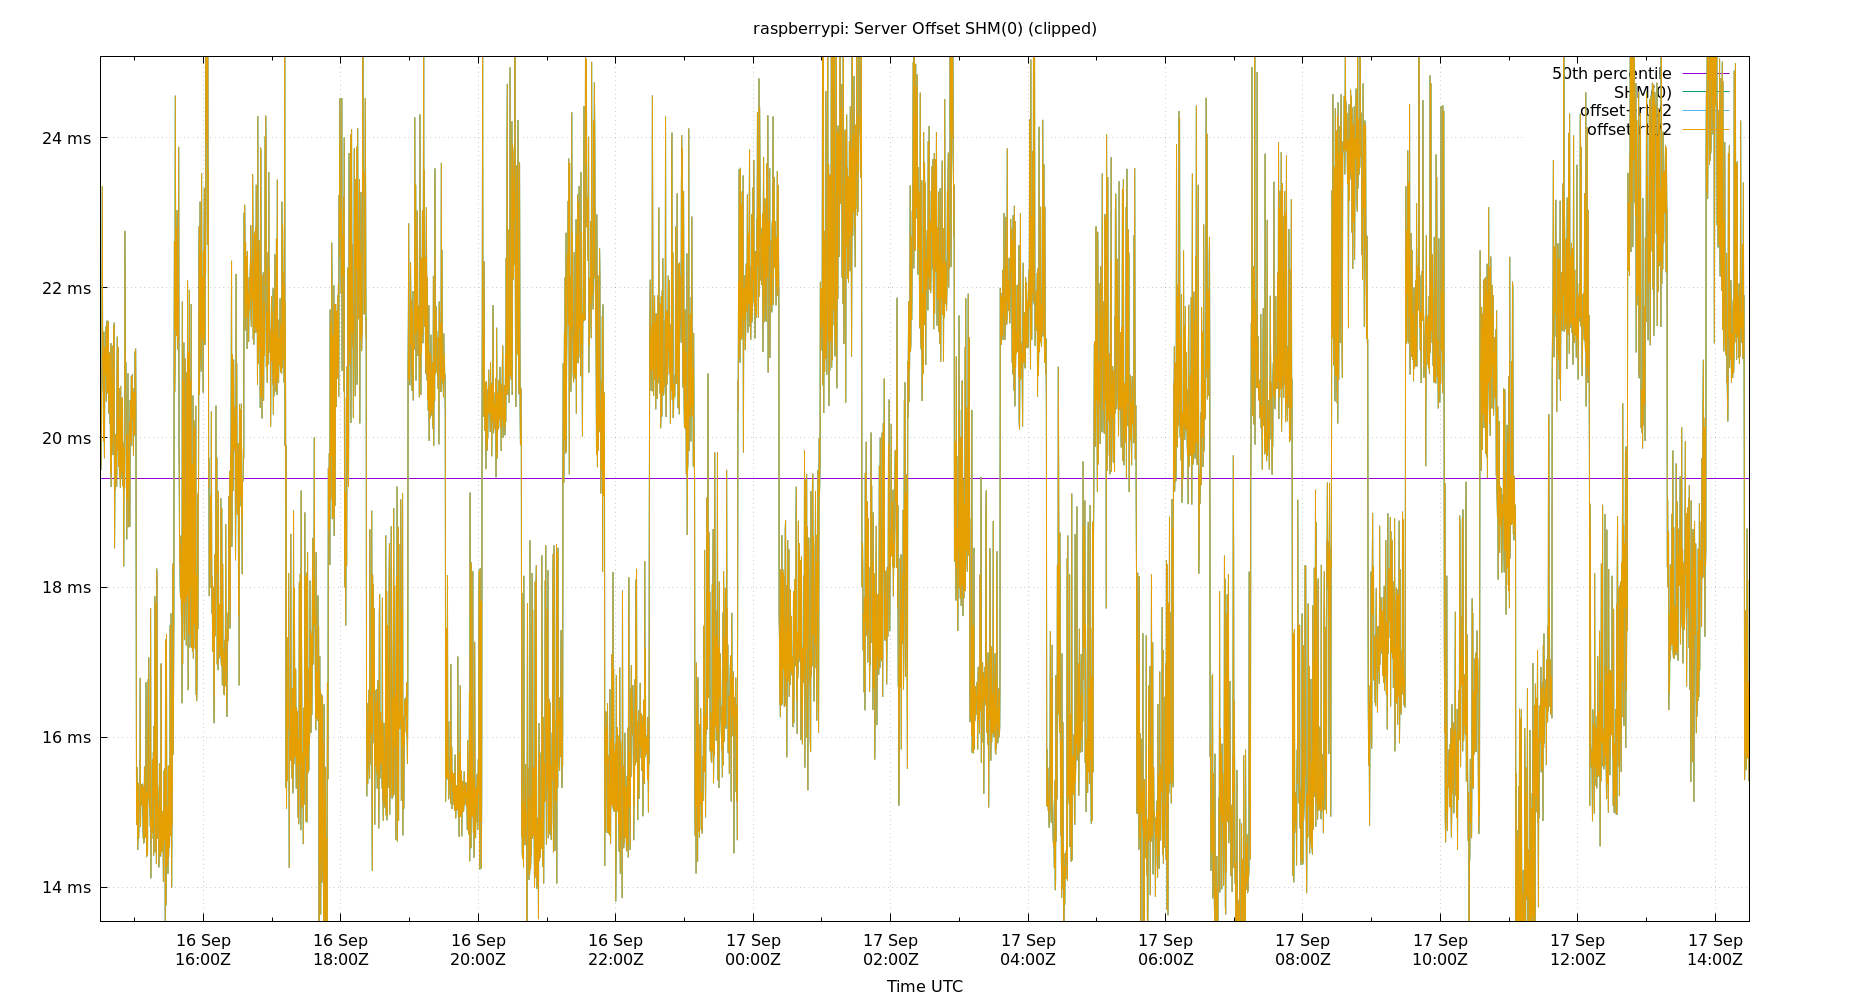 raspberrypi: Server Offset SHM(0) (clipped)
50th percentile
SHM(0)
24 ms
22 ms
20 ms
18 ms
16 ms
14 ms
16 Sep 16 Sep 16 Sep 16 Sep 17 Sep 17 Sep 17 Sep 17 Sep 17 Sep 17 Sep 17 Sep 17 Sep
16:00Z 18:00Z 20:00Z 22:00Z 00:00Z 02:00Z 04:00Z 06:00Z 08:00Z 10:00Z 12:00Z 14:00Z
Time UTC